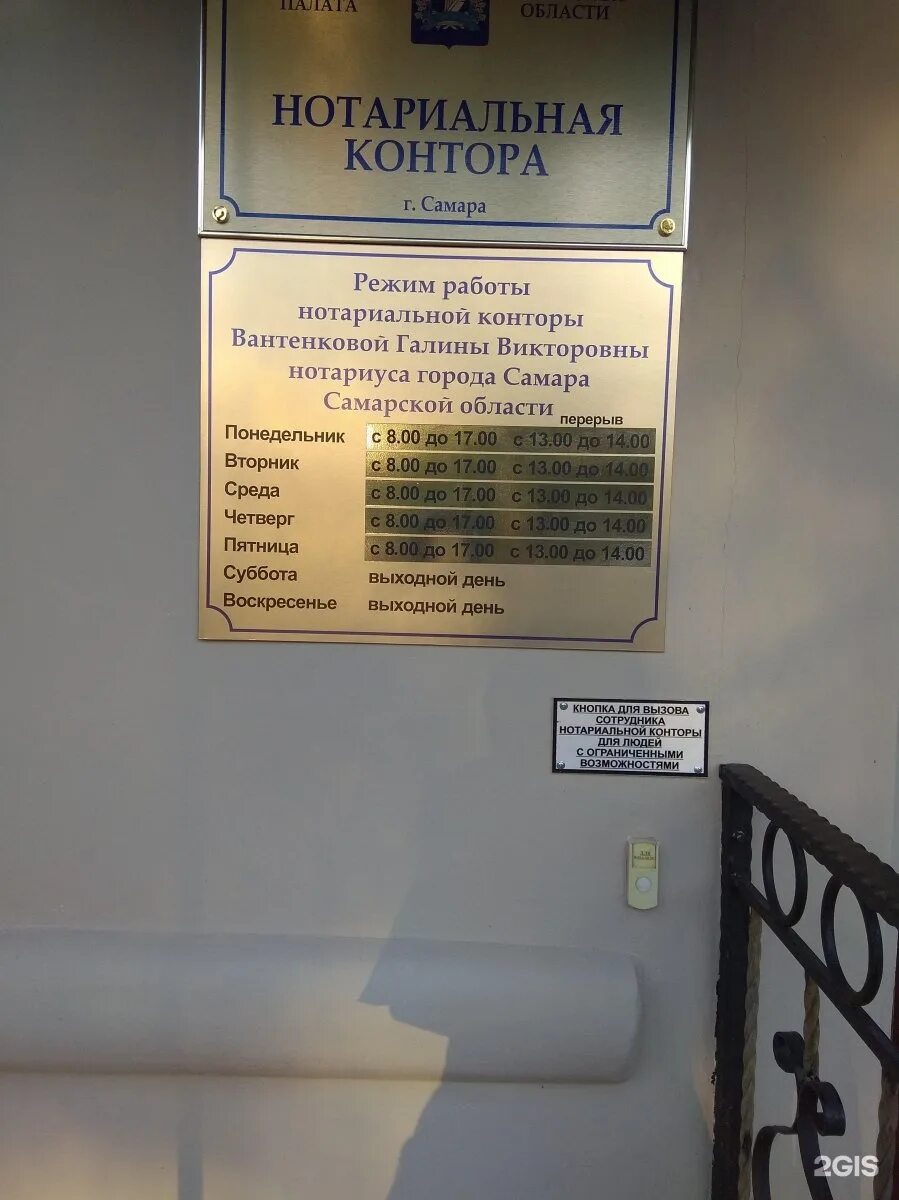 ПАЛАТА
ОБЛАСТИ
НОТАРИАЛЬНАЯ
КОНТОРА
г. Самара
Режим работы
нотариальной конторы
Вантенковой Галины Викторовны
нотариуса города Самара
Самарской области
перерыв
Понедельник с 8.00 до 17.00 с 13.00 до 14.00
Вторник с 8.00 до 17.00 с 13.00 до 14.00
Среда с 8.00 до 17.00 с 13.00 до 14.00
Четверг с 8.00 до 17.00 с 13.00 до 14.00
Пятница с 8.00 до 17.00 с 13.00 до 14.00
Суббота выходной день
Воскресенье выходной день
КНОПКА ДЛЯ ВЫЗОВА
СОТРУДНИКА
НОТАРИАЛЬНОЙ КОНТОРЫ
ДЛЯ ЛЮДЕЙ
С ОГРАНИЧЕННЫМИ
ВОЗМОЖНОСТЯМИ
2GIS